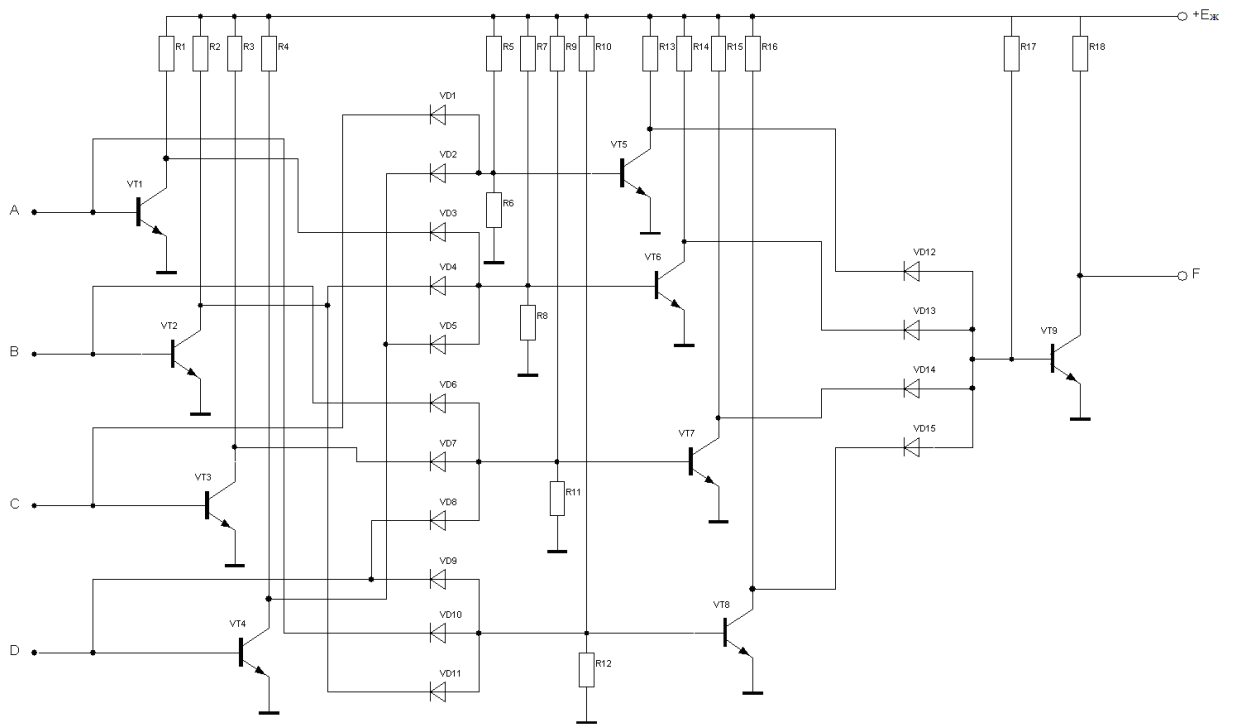 +Eж
R1 R2 R3 R4 R5 R7 R9 R10 R13 R14 R15 R16 R17 R18
VD1
VT5
VD2
VT1
R6
A
VD3
VD12
VT6
VD4
F
R8
VD13
VT2
VD5
VT9
B
VD14
VD6
VD15
VT7
VD7
VT3
R11
C
VD8
VD9
VT8
VD10
VT4
D
R12
VD11